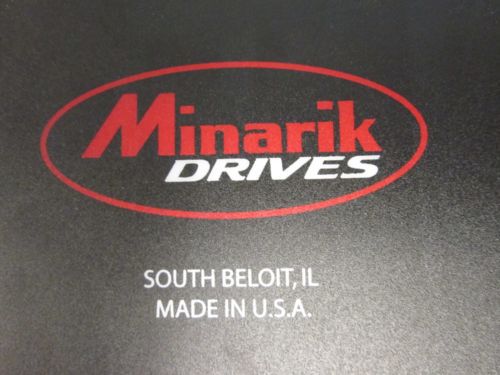 Minarik
DRIVES
SOUTH BELOIT, IL
MADE IN U.S.A.